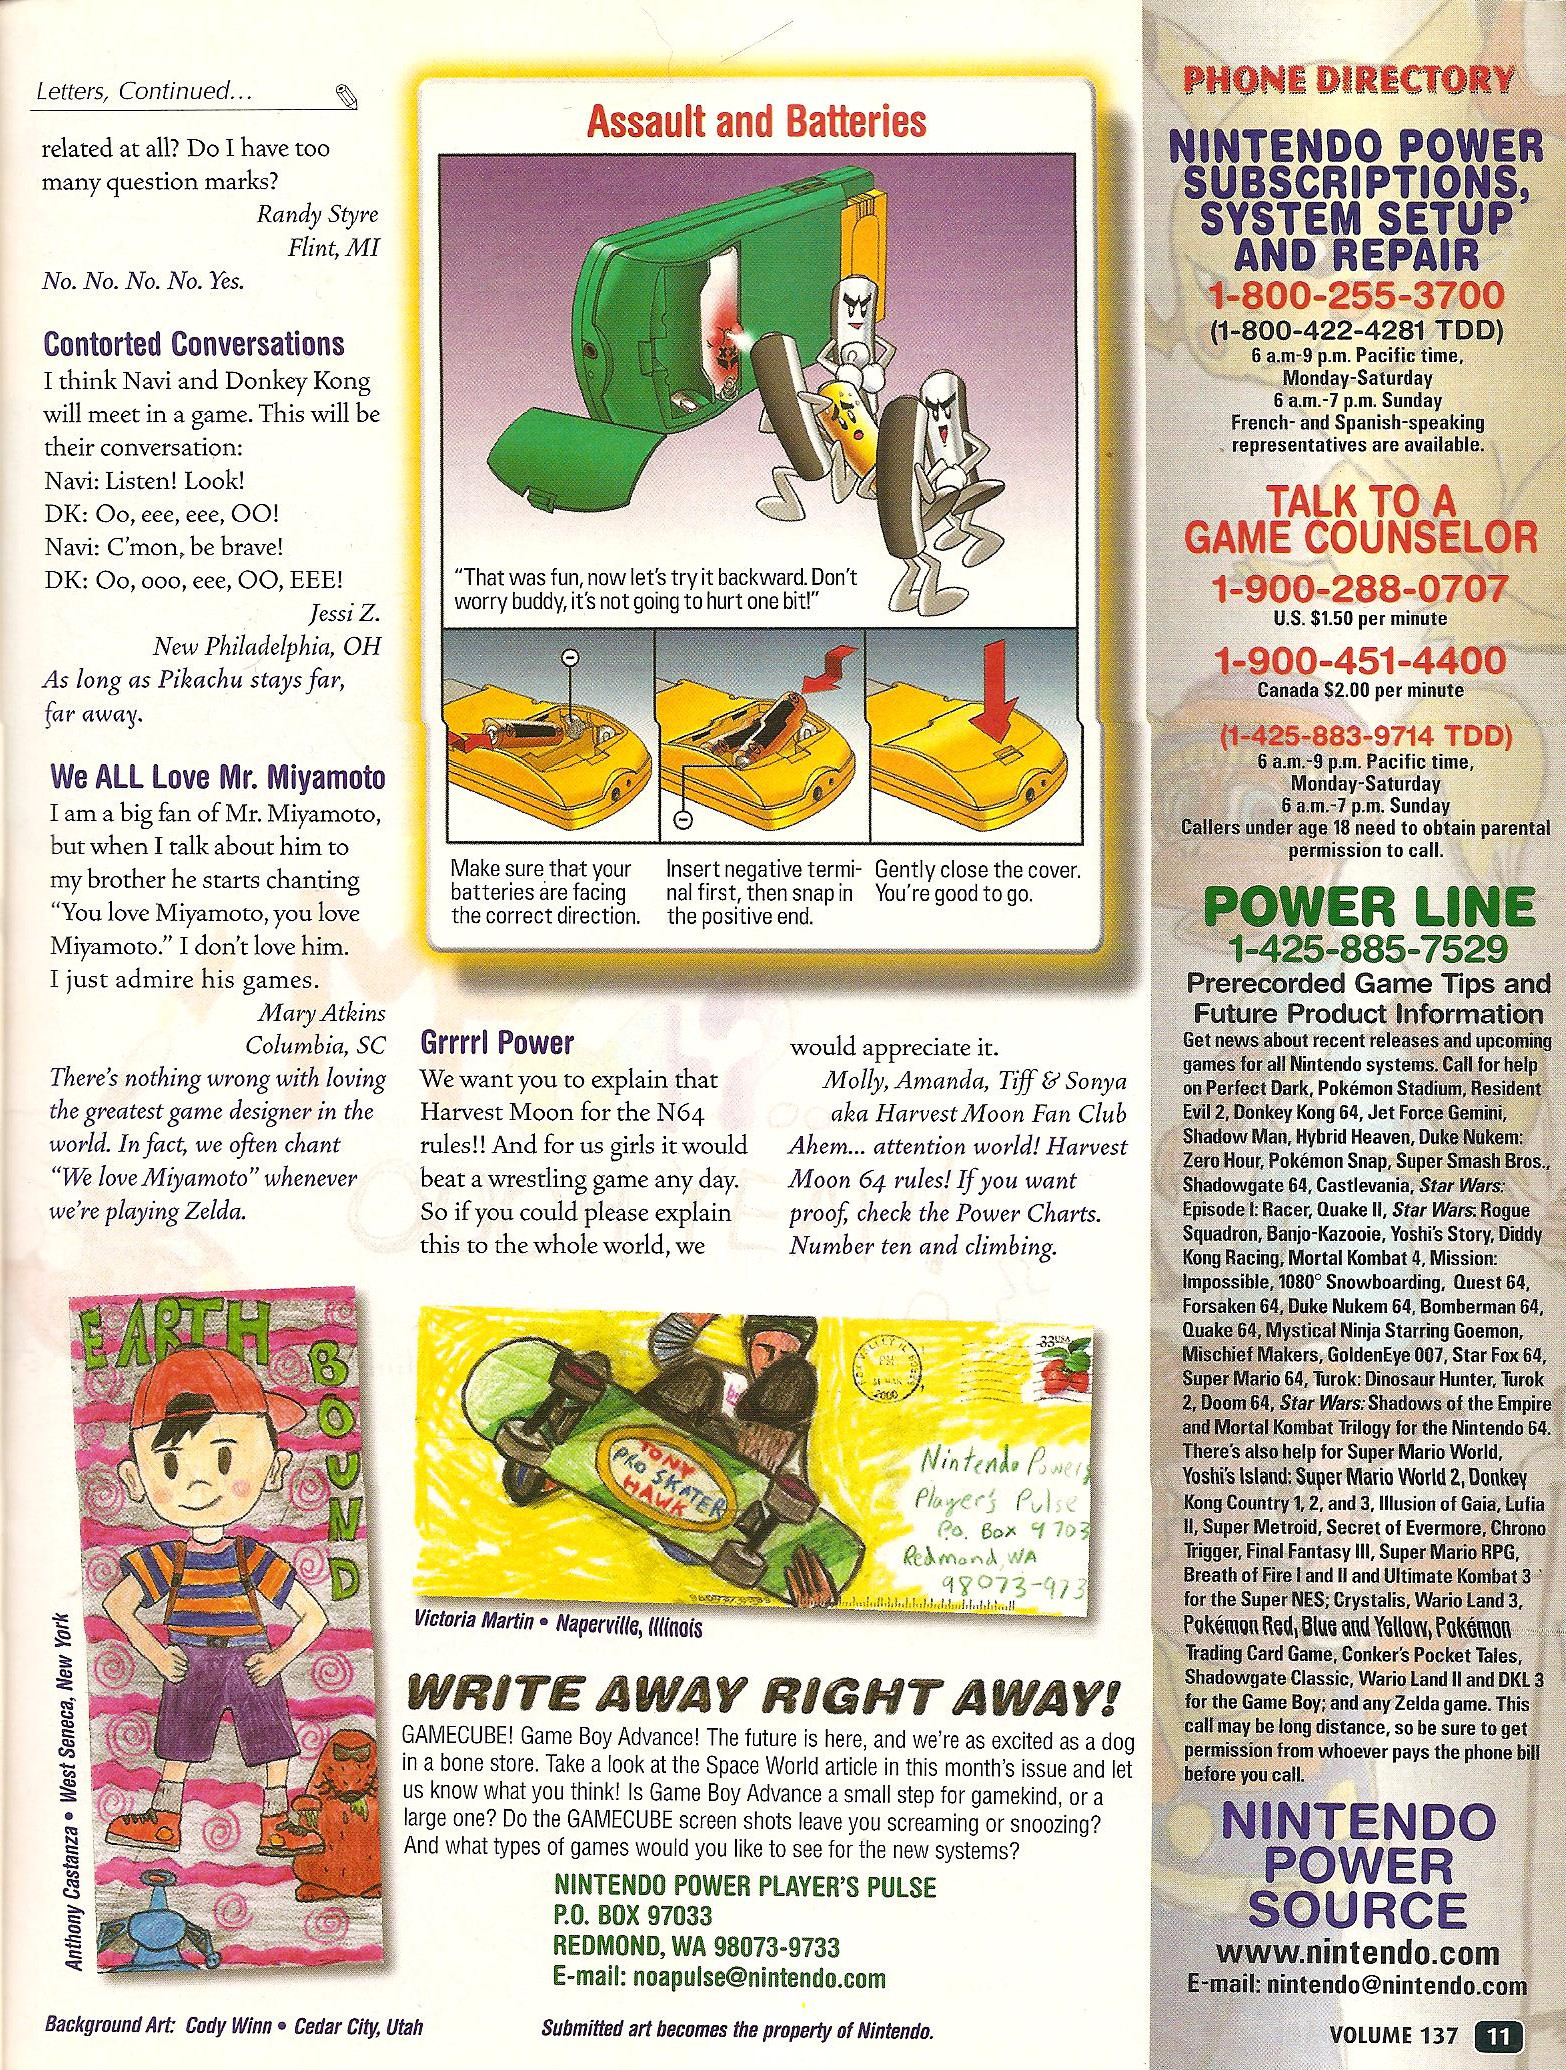 Letters, Continued...
related at all? Do I have too
many question marks?
Randy Styre
Flint, MI
No. No. No. No. Yes.
Contorted Conversations
I think Navi and Donkey Kong
will meet in a game. This will be
their conversation:
Navi: Listen! Look!
DK: Oo, eee, eee, OO!
Navi: C'mon, be brave!
DK: Oo, ooo, eee, OO, EEE!
Jessi Z.
New Philadelphia, OH
As long as Pikachu stays far,
far away.
We ALL Love Mr. Miyamoto
I am a big fan of Mr. Miyamoto,
but when I talk about him to
my brother he starts chanting
“You love Miyamoto, you love
Miyamoto.” I don't love him.
I just admire his games.
Mary Atkins
Columbia, SC
There's nothing wrong with loving
the greatest game designer in the
world. In fact, we often chant
“We love Miyamoto” whenever
we're playing Zelda.
Assault and Batteries
“That was fun, now let's try it backward. Don't
worry buddy, it's not going to hurt one bit!”
Make sure that your
batteries are facing
the correct direction.
Insert negative termi-
nal first, then snap in
the positive end.
Gently close the cover.
You're good to go.
Grrrrl Power
We want you to explain that
Harvest Moon for the N64
rules!! And for us girls it would
beat a wrestling game any day.
So if you could please explain
this to the whole world, we
would appreciate it.
Molly, Amanda, Tiff & Sonya
aka Harvest Moon Fan Club
Ahem... attention world! Harvest
Moon 64 rules! If you want
proof, check the Power Charts.
Number ten and climbing.
EARTH
BOUND
Anthony Castanza • West Seneca, New York
TONY
PRO SKATER
HAWK
33 USA
PM
2000
Nintendo Power's
Player's Pulse
P.O. Box 9703
Redmond, WA
98073-973
Victoria Martin • Naperville, Illinois
WRITE AWAY RIGHT AWAY!
GAMECUBE! Game Boy Advance! The future is here, and we're as excited as a dog
in a bone store. Take a look at the Space World article in this month's issue and let
us know what you think! Is Game Boy Advance a small step for gamekind, or a
large one? Do the GAMECUBE screen shots leave you screaming or snoozing?
And what types of games would you like to see for the new systems?
NINTENDO POWER PLAYER'S PULSE
P.O. BOX 97033
REDMOND, WA 98073-9733
E-mail: noapulse@nintendo.com
Background Art: Cody Winn • Cedar City, Utah
Submitted art becomes the property of Nintendo.
PHONE DIRECTORY
NINTENDO POWER
SUBSCRIPTIONS,
SYSTEM SETUP
AND REPAIR
1-800-255-3700
(1-800-422-4281 TDD)
6 a.m-9 p.m. Pacific time,
Monday-Saturday
6 a.m.-7 p.m. Sunday
French- and Spanish-speaking
representatives are available.
TALK TO A
GAME COUNSELOR
1-900-288-0707
U.S. $1.50 per minute
1-900-451-4400
Canada $2.00 per minute
(1-425-883-9714 TDD)
6 a.m.-9 p.m. Pacific time,
Monday-Saturday
6 a.m.-7 p.m. Sunday
Callers under age 18 need to obtain parental
permission to call.
POWER LINE
1-425-885-7529
Prerecorded Game Tips and
Future Product Information
Get news about recent releases and upcoming
games for all Nintendo systems. Call for help
on Perfect Dark, Pokémon Stadium, Resident
Evil 2, Donkey Kong 64, Jet Force Gemini,
Shadow Man, Hybrid Heaven, Duke Nukem:
Zero Hour, Pokémon Snap, Super Smash Bros.,
Shadowgate 64, Castlevania, Star Wars:
Episode I: Racer, Quake II, Star Wars: Rogue
Squadron, Banjo-Kazooie, Yoshi's Story, Diddy
Kong Racing, Mortal Kombat 4, Mission:
Impossible, 1080° Snowboarding, Quest 64,
Forsaken 64, Duke Nukem 64, Bomberman 64,
Quake 64, Mystical Ninja Starring Goemon,
Mischief Makers, GoldenEye 007, Star Fox 64,
Super Mario 64, Turok: Dinosaur Hunter, Turok
2, Doom 64, Star Wars: Shadows of the Empire
and Mortal Kombat Trilogy for the Nintendo 64.
There's also help for Super Mario World,
Yoshi's Island: Super Mario World 2, Donkey
Kong Country 1, 2, and 3, Illusion of Gaia, Lufia
II, Super Metroid, Secret of Evermore, Chrono
Trigger, Final Fantasy III, Super Mario RPG,
Breath of Fire I and II and Ultimate Kombat 3
for the Super NES; Crystalis, Wario Land 3,
Pokémon Red, Blue and Yellow, Pokémon
Trading Card Game, Conker's Pocket Tales,
Shadowgate Classic, Wario Land II and DKL 3
for the Game Boy; and any Zelda game. This
call may be long distance, so be sure to get
permission from whoever pays the phone bill
before you call.
NINTENDO
POWER
SOURCE
www.nintendo.com
E-mail: nintendo@nintendo.com
VOLUME 137 11